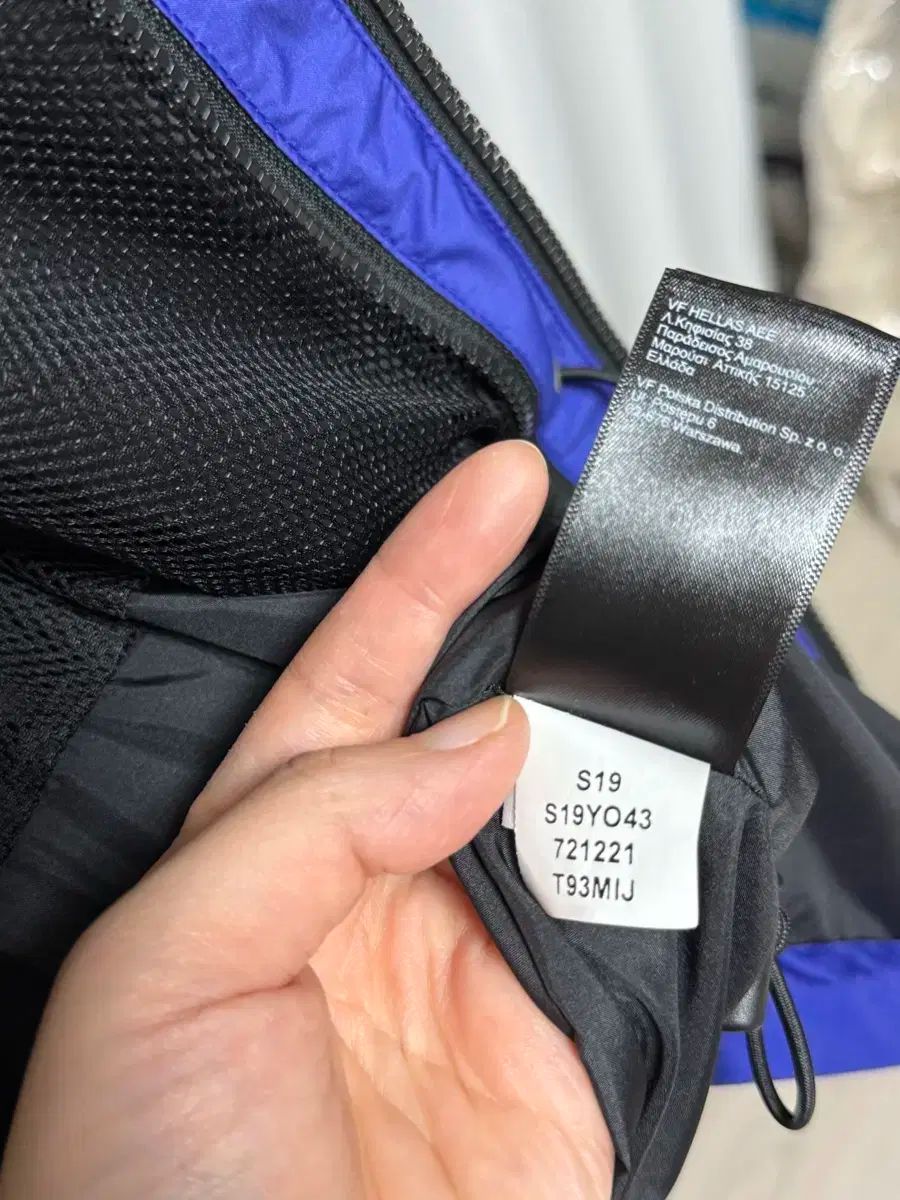 VF HELLAS AEE
Λ.Κηφισίας 38
Παράδεισος Αμαρουσίου
Μαρούσι Αττικής 15125
Ελλάδα
VF Polska Distribution Sp. z o. o.
Ul. Postępu 6
02-676 Warszawa
S19
S19YO43
721221
T93MIJ